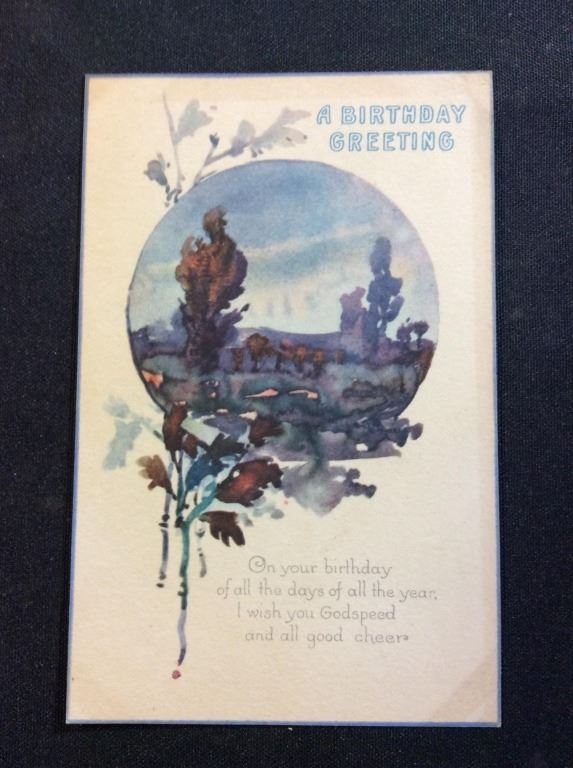 A BIRTHDAY
GREETING
On your birthday
of all the days of all the year,
I wish you Godspeed
and all good cheer